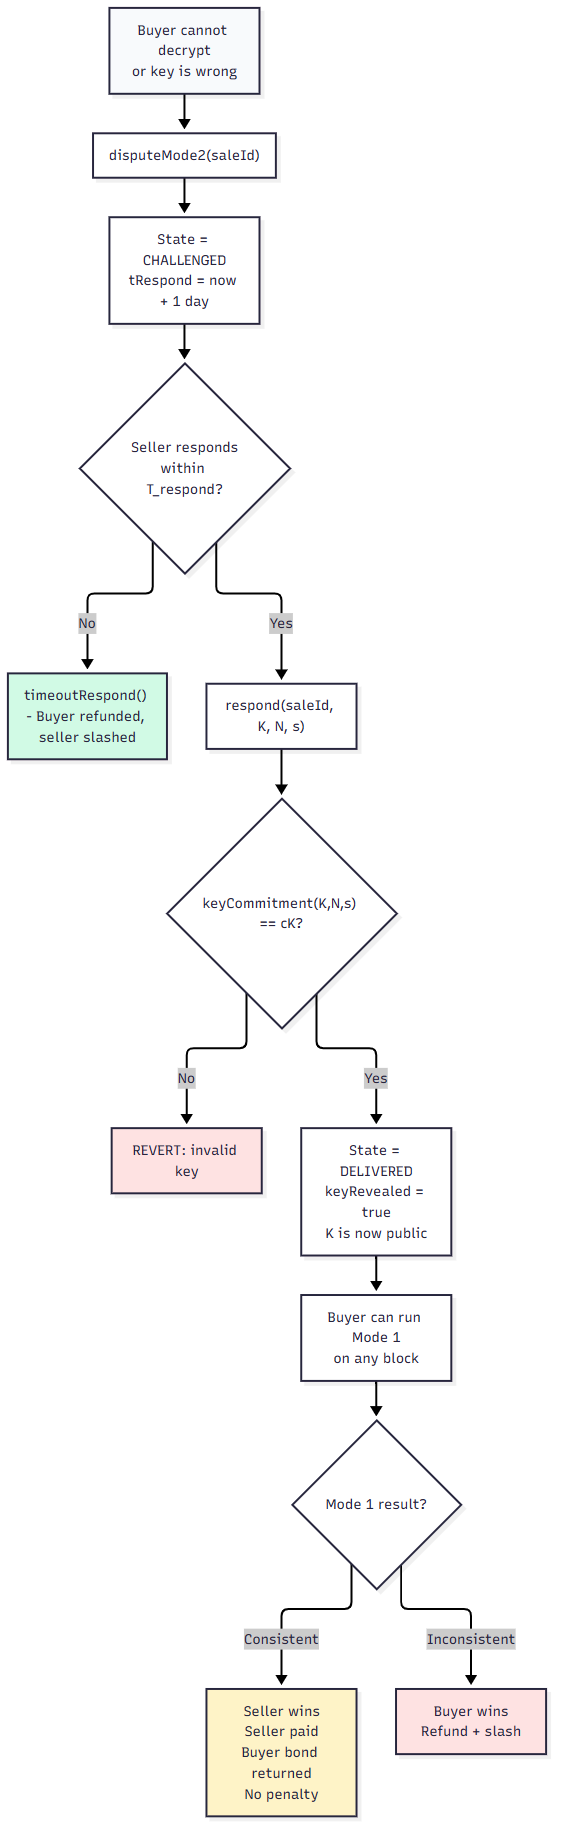 Buyer cannot
decrypt
or key is wrong
disputeMode2(saleId)
State =
CHALLENGED
tRespond = now
+ 1 day
Seller responds
within
T_respond?
No
Yes
timeoutRespond()
- Buyer refunded,
seller slashed
respond(saleId,
K, N, s)
keyCommitment(K,N,s)
== cK?
No
Yes
REVERT: invalid
key
State =
DELIVERED
keyRevealed =
true
K is now public
Buyer can run
Mode 1
on any block
Mode 1 result?
Consistent
Inconsistent
Seller wins
Seller paid
Buyer bond
returned
No penalty
Buyer wins
Refund + slash